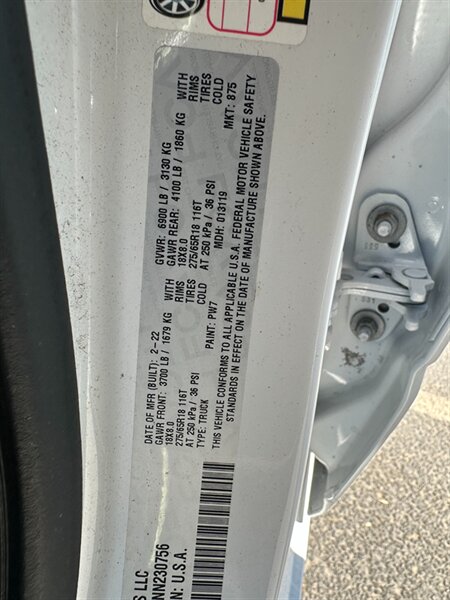 S LLC
NN230756
N: U.S.A.
DATE OF MFR (BUILT): 2-22
GAWR FRONT: 3700 LB / 1679 KG WITH
18X8.0 RIMS
275/65R18 116T TIRES
AT 250 kPa / 36 PSI COLD
TYPE: TRUCK PAINT: PW7
GVWR: 6900 LB / 3130 KG
GAWR REAR: 4100 LB / 1860 KG WITH
18X8.0 RIMS
275/65R18 116T TIRES
AT 250 kPa / 36 PSI COLD
MDH: 013119 MKT: 875
THIS VEHICLE CONFORMS TO ALL APPLICABLE U.S.A. FEDERAL MOTOR VEHICLE SAFETY
STANDARDS IN EFFECT ON THE DATE OF MANUFACTURE SHOWN ABOVE.